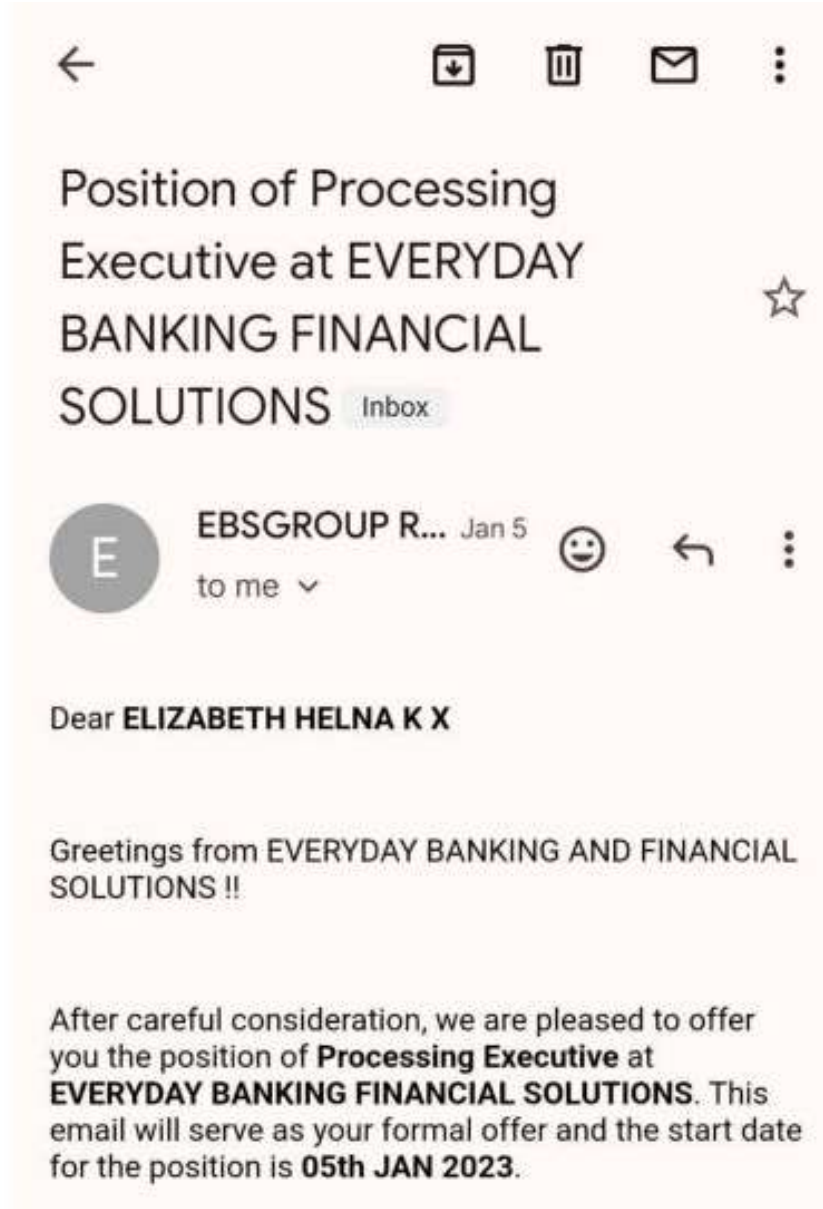 Position of Processing
Executive at EVERYDAY
BANKING FINANCIAL
SOLUTIONS Inbox
E
EBSGROUP R... Jan 5
to me
Dear ELIZABETH HELNA K X
Greetings from EVERYDAY BANKING AND FINANCIAL
SOLUTIONS !!
After careful consideration, we are pleased to offer
you the position of Processing Executive at
EVERYDAY BANKING FINANCIAL SOLUTIONS. This
email will serve as your formal offer and the start date
for the position is 05th JAN 2023.